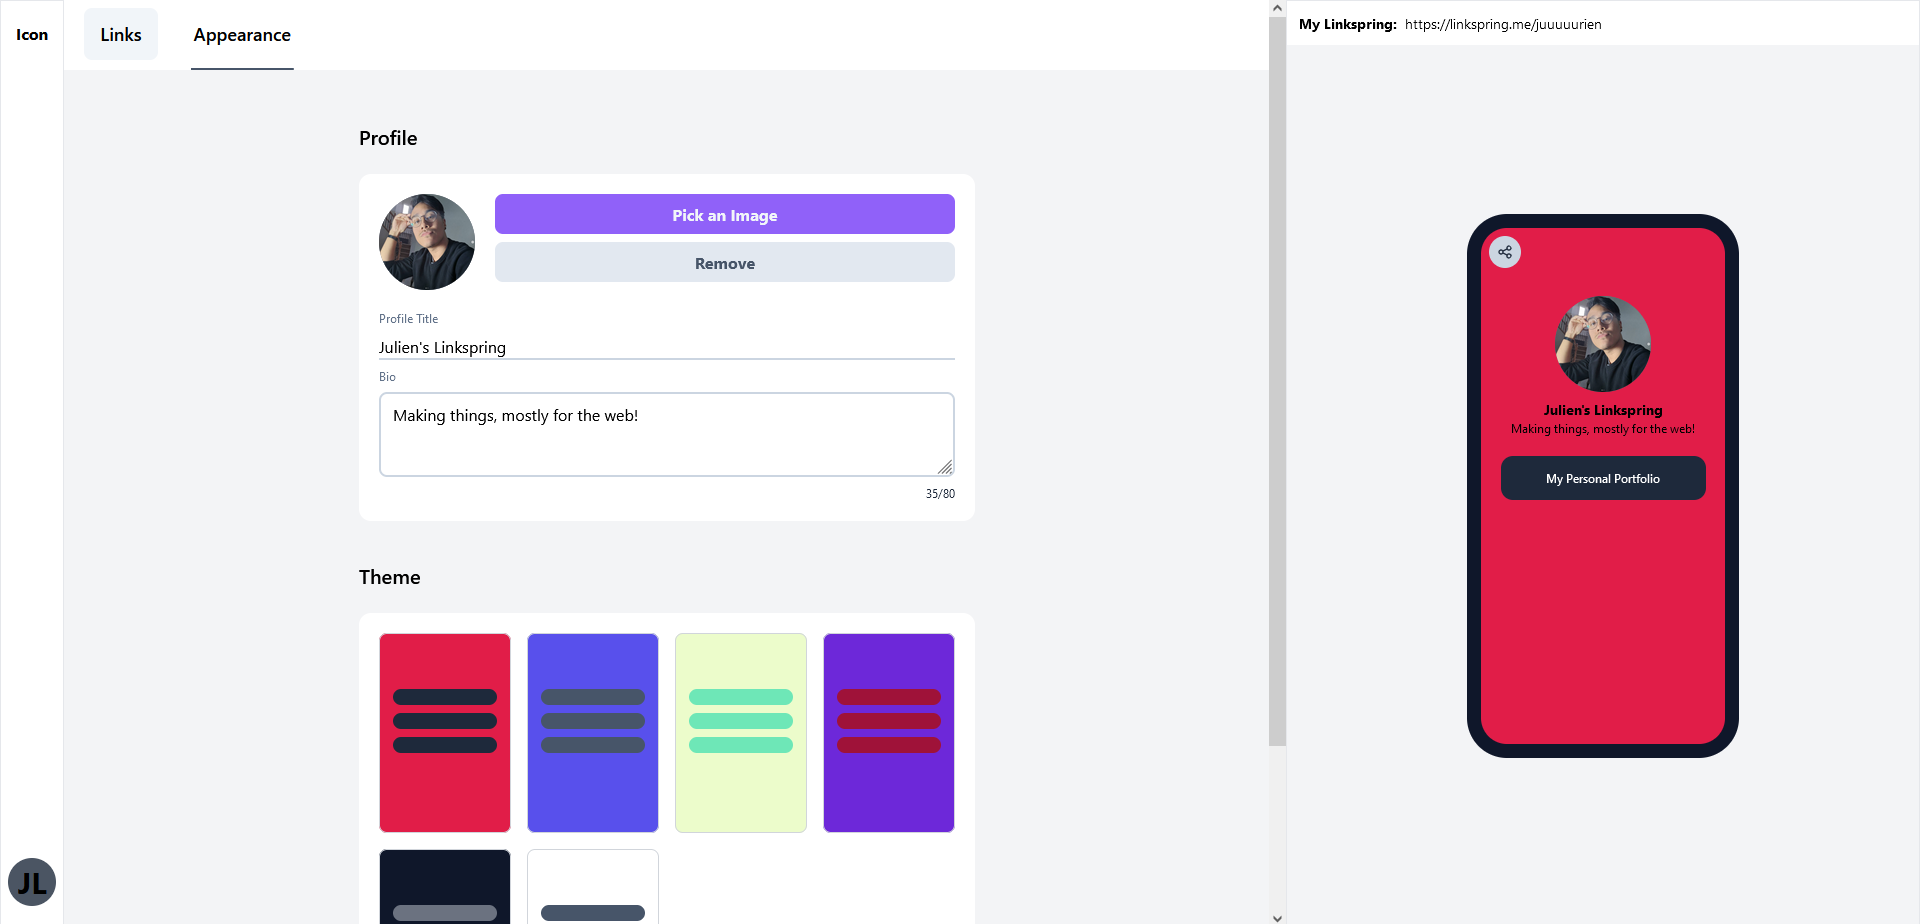 Icon
Links
Appearance
My Linkspring: https://linkspring.me/juuuuurien
Profile
Pick an Image
Remove
Profile Title
Julien's Linkspring
Bio
Making things, mostly for the web!
35/80
Theme
JL
Julien's Linkspring
Making things, mostly for the web!
My Personal Portfolio